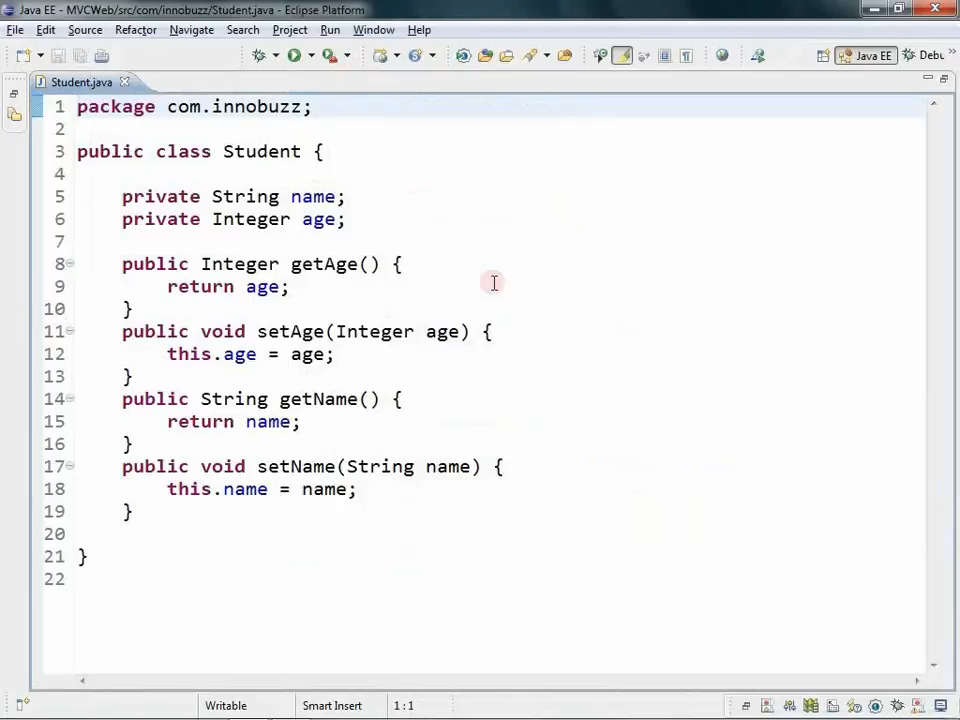 Java EE - MVCWeb/src/com/innobuzz/Student.java - Eclipse Platform
File Edit Source Refactor Navigate Search Project Run Window Help
Java EE Debu
Student.java
1 package com.innobuzz;
2
3 public class Student {
4
5 private String name;
6 private Integer age;
7
8 public Integer getAge() {
9 return age;
10 }
11 public void setAge(Integer age) {
12 this.age = age;
13 }
14 public String getName() {
15 return name;
16 }
17 public void setName(String name) {
18 this.name = name;
19 }
20
21 }
22
Writable Smart Insert 1 : 1